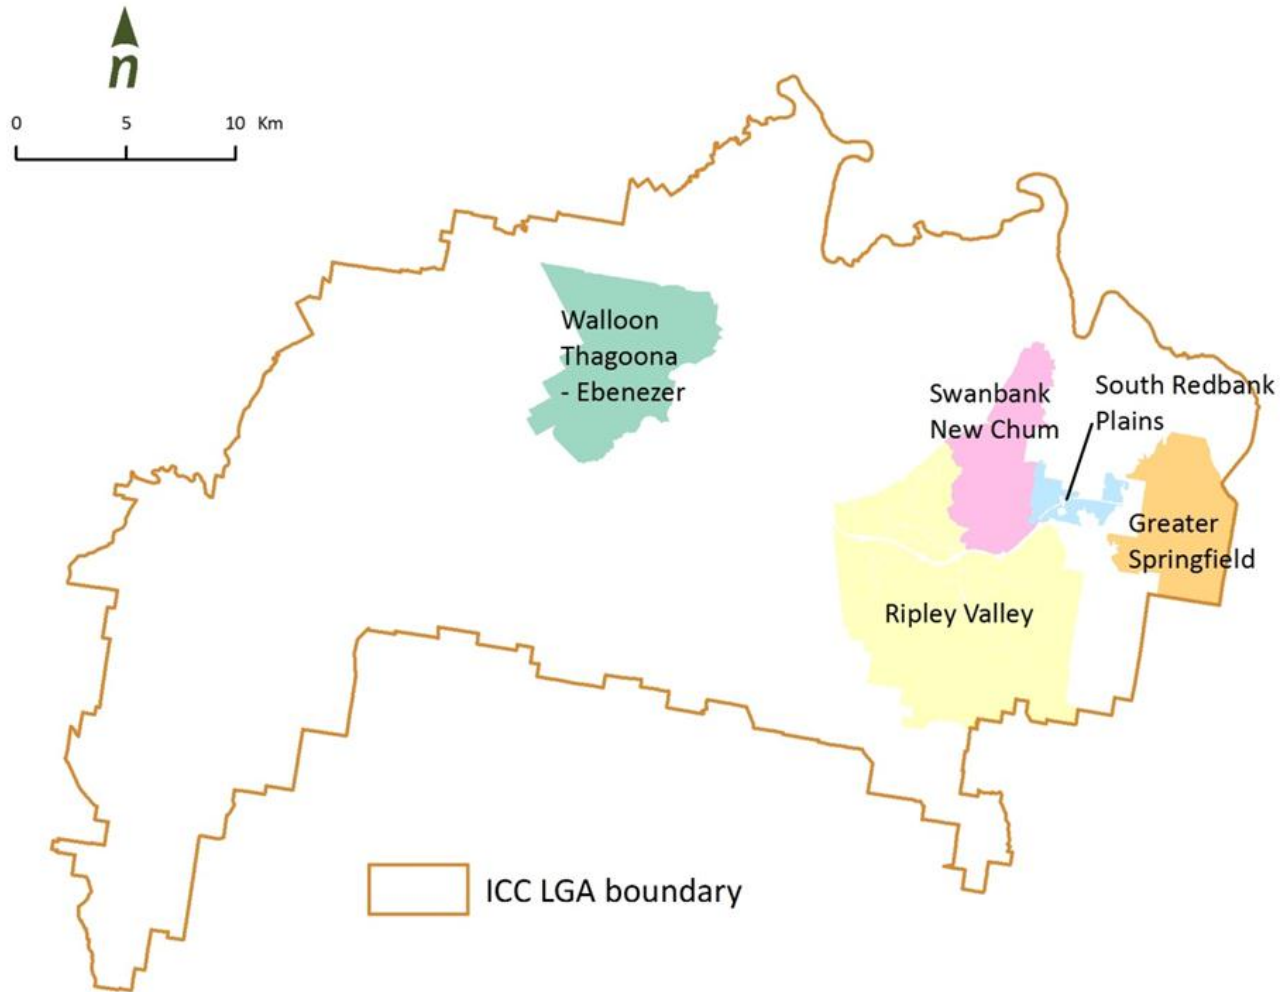 n
0 5 10 Km
Walloon
Thagoona
- Ebenezer
Swanbank
New Chum
South Redbank
Plains
Greater
Springfield
Ripley Valley
ICC LGA boundary